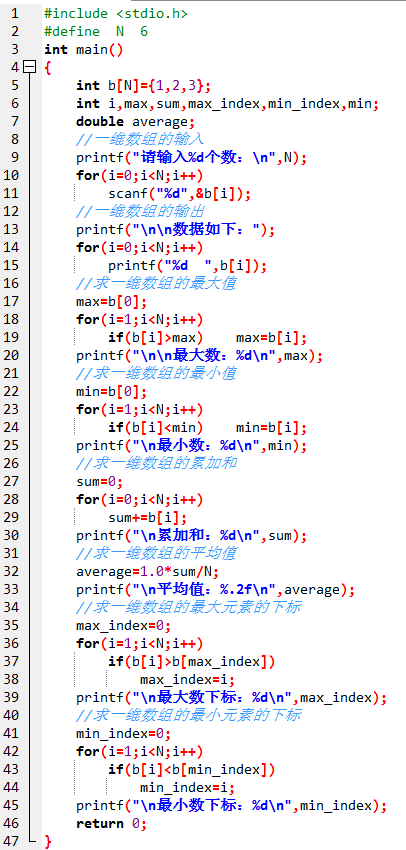 1 #include <stdio.h>
2 #define  N  6
3 int main()
4 {
5     int b[N]={1,2,3};
6     int i,max,sum,max_index,min_index,min;
7     double average;
8     //一维数组的输入
9     printf("请输入%d个数：\n",N);
10     for(i=0;i<N;i++)
11         scanf("%d",&b[i]);
12     //一维数组的输出
13     printf("\n\n数据如下：");
14     for(i=0;i<N;i++)
15         printf("%d  ",b[i]);
16     //求一维数组的最大值
17     max=b[0];
18     for(i=1;i<N;i++)
19         if(b[i]>max)    max=b[i];
20     printf("\n\n最大数：%d\n",max);
21     //求一维数组的最小值
22     min=b[0];
23     for(i=1;i<N;i++)
24         if(b[i]<min)    min=b[i];
25     printf("\n最小数：%d\n",min);
26     //求一维数组的累加和
27     sum=0;
28     for(i=0;i<N;i++)
29         sum+=b[i];
30     printf("\n累加和：%d\n",sum);
31     //求一维数组的平均值
32     average=1.0*sum/N;
33     printf("\n平均值：%.2f\n",average);
34     //求一维数组的最大元素的下标
35     max_index=0;
36     for(i=1;i<N;i++)
37         if(b[i]>b[max_index])
38             max_index=i;
39     printf("\n最大数下标：%d\n",max_index);
40     //求一维数组的最小元素的下标
41     min_index=0;
42     for(i=1;i<N;i++)
43         if(b[i]<b[min_index])
44             min_index=i;
45     printf("\n最小数下标：%d\n",min_index);
46     return 0;
47 }